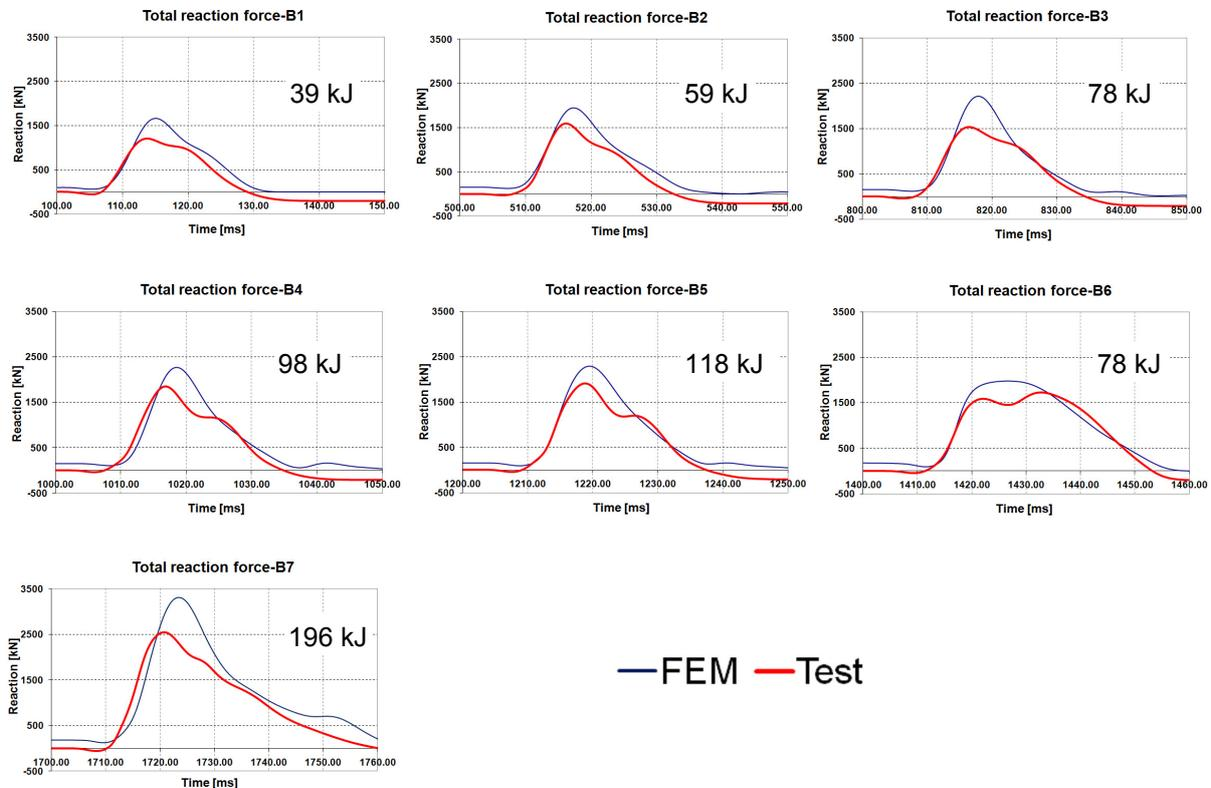 Total reaction force-B1
3500
2500
1500
500
-500
Reaction [kN]
39 kJ
100.00 110.00 120.00 130.00 140.00 150.00
Time [ms]
Total reaction force-B2
3500
2500
1500
500
-500
Reaction [kN]
59 kJ
500.00 510.00 520.00 530.00 540.00 550.00
Time [ms]
Total reaction force-B3
3500
2500
1500
500
-500
Reaction [kN]
78 kJ
800.00 810.00 820.00 830.00 840.00 850.00
Time [ms]
Total reaction force-B4
3500
2500
1500
500
-500
Reaction [kN]
98 kJ
1000.00 1010.00 1020.00 1030.00 1040.00 1050.00
Time [ms]
Total reaction force-B5
3500
2500
1500
500
-500
Reaction [kN]
118 kJ
1200.00 1210.00 1220.00 1230.00 1240.00 1250.00
Time [ms]
Total reaction force-B6
3500
2500
1500
500
-500
Reaction [kN]
78 kJ
1400.00 1410.00 1420.00 1430.00 1440.00 1450.00 1460.00
Time [ms]
Total reaction force-B7
3500
2500
1500
500
-500
Reaction [kN]
196 kJ
1700.00 1710.00 1720.00 1730.00 1740.00 1750.00 1760.00
Time [ms]
FEM Test